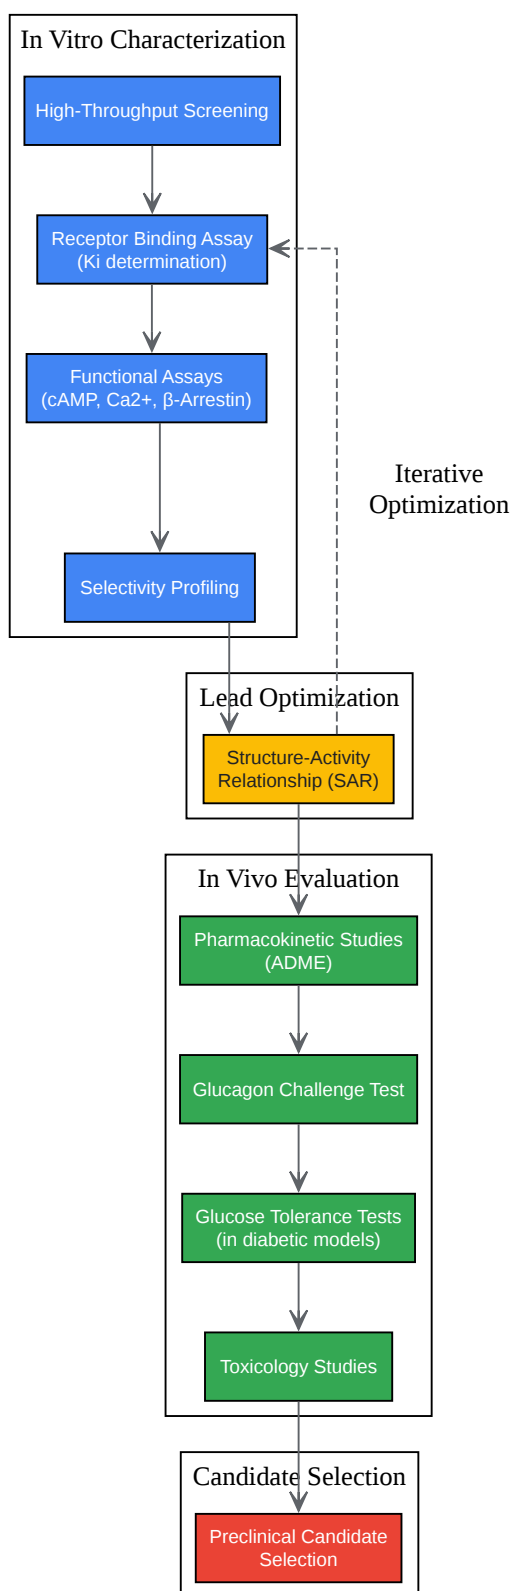 In Vitro Characterization
High-Throughput Screening
Receptor Binding Assay
(Ki determination)
Functional Assays
(cAMP, Ca2+, β-Arrestin)
Iterative
Optimization
Selectivity Profiling
Lead Optimization
Structure-Activity
Relationship (SAR)
In Vivo Evaluation
Pharmacokinetic Studies
(ADME)
Glucagon Challenge Test
Glucose Tolerance Tests
(in diabetic models)
Toxicology Studies
Candidate Selection
Preclinical Candidate
Selection